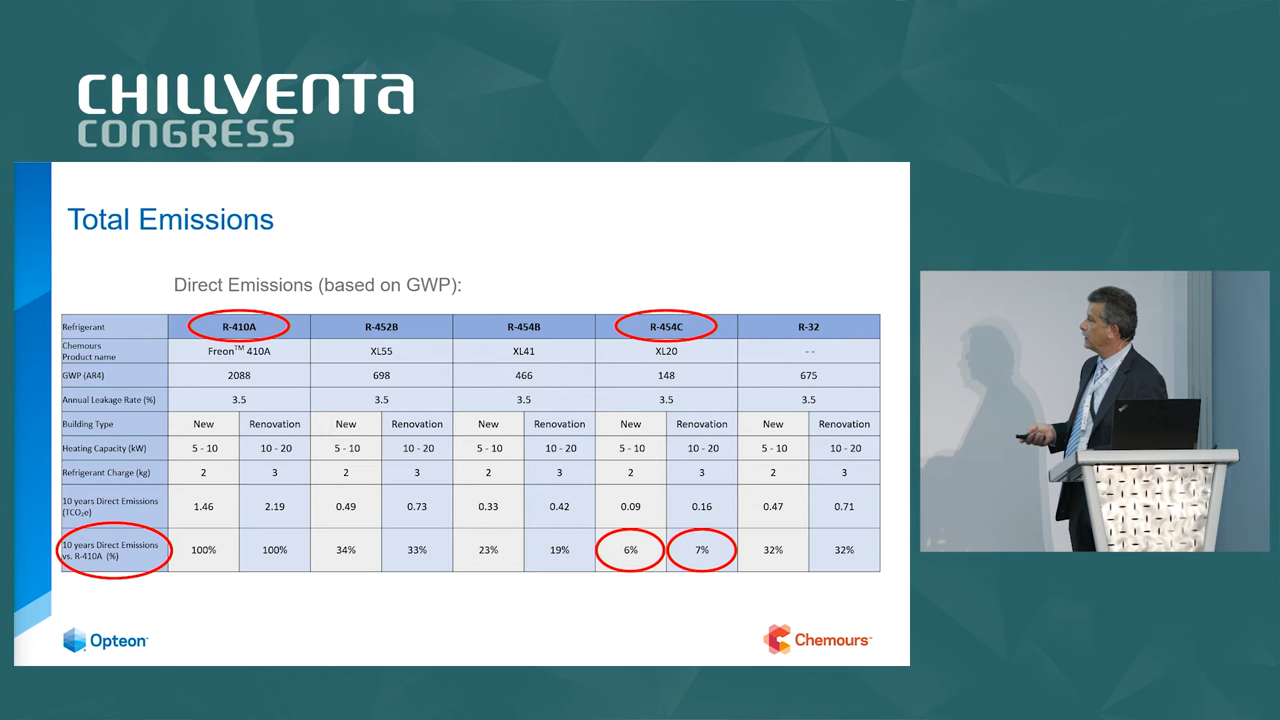 CHILLVENTA
CONGRESS
Total Emissions
Direct Emissions (based on GWP):
Refrigerant R-410A R-452B R-454B R-454C R-32
Chemours
Product name Freon™ 410A XL55 XL41 XL20 - -
GWP (AR4) 2088 698 466 148 675
Annual Leakage Rate (%) 3.5 3.5 3.5 3.5 3.5
Building Type New Renovation New Renovation New Renovation New Renovation New Renovation
Heating Capacity (kW) 5 - 10 10 - 20 5 - 10 10 - 20 5 - 10 10 - 20 5 - 10 10 - 20 5 - 10 10 - 20
Refrigerant Charge (kg) 2 3 2 3 2 3 2 3 2 3
10 years Direct Emissions
(TCO₂e) 1.46 2.19 0.49 0.73 0.33 0.42 0.09 0.16 0.47 0.71
10 years Direct Emissions
vs. R-410A (%) 100% 100% 34% 33% 23% 19% 6% 7% 32% 32%
Opteon™
Chemours™